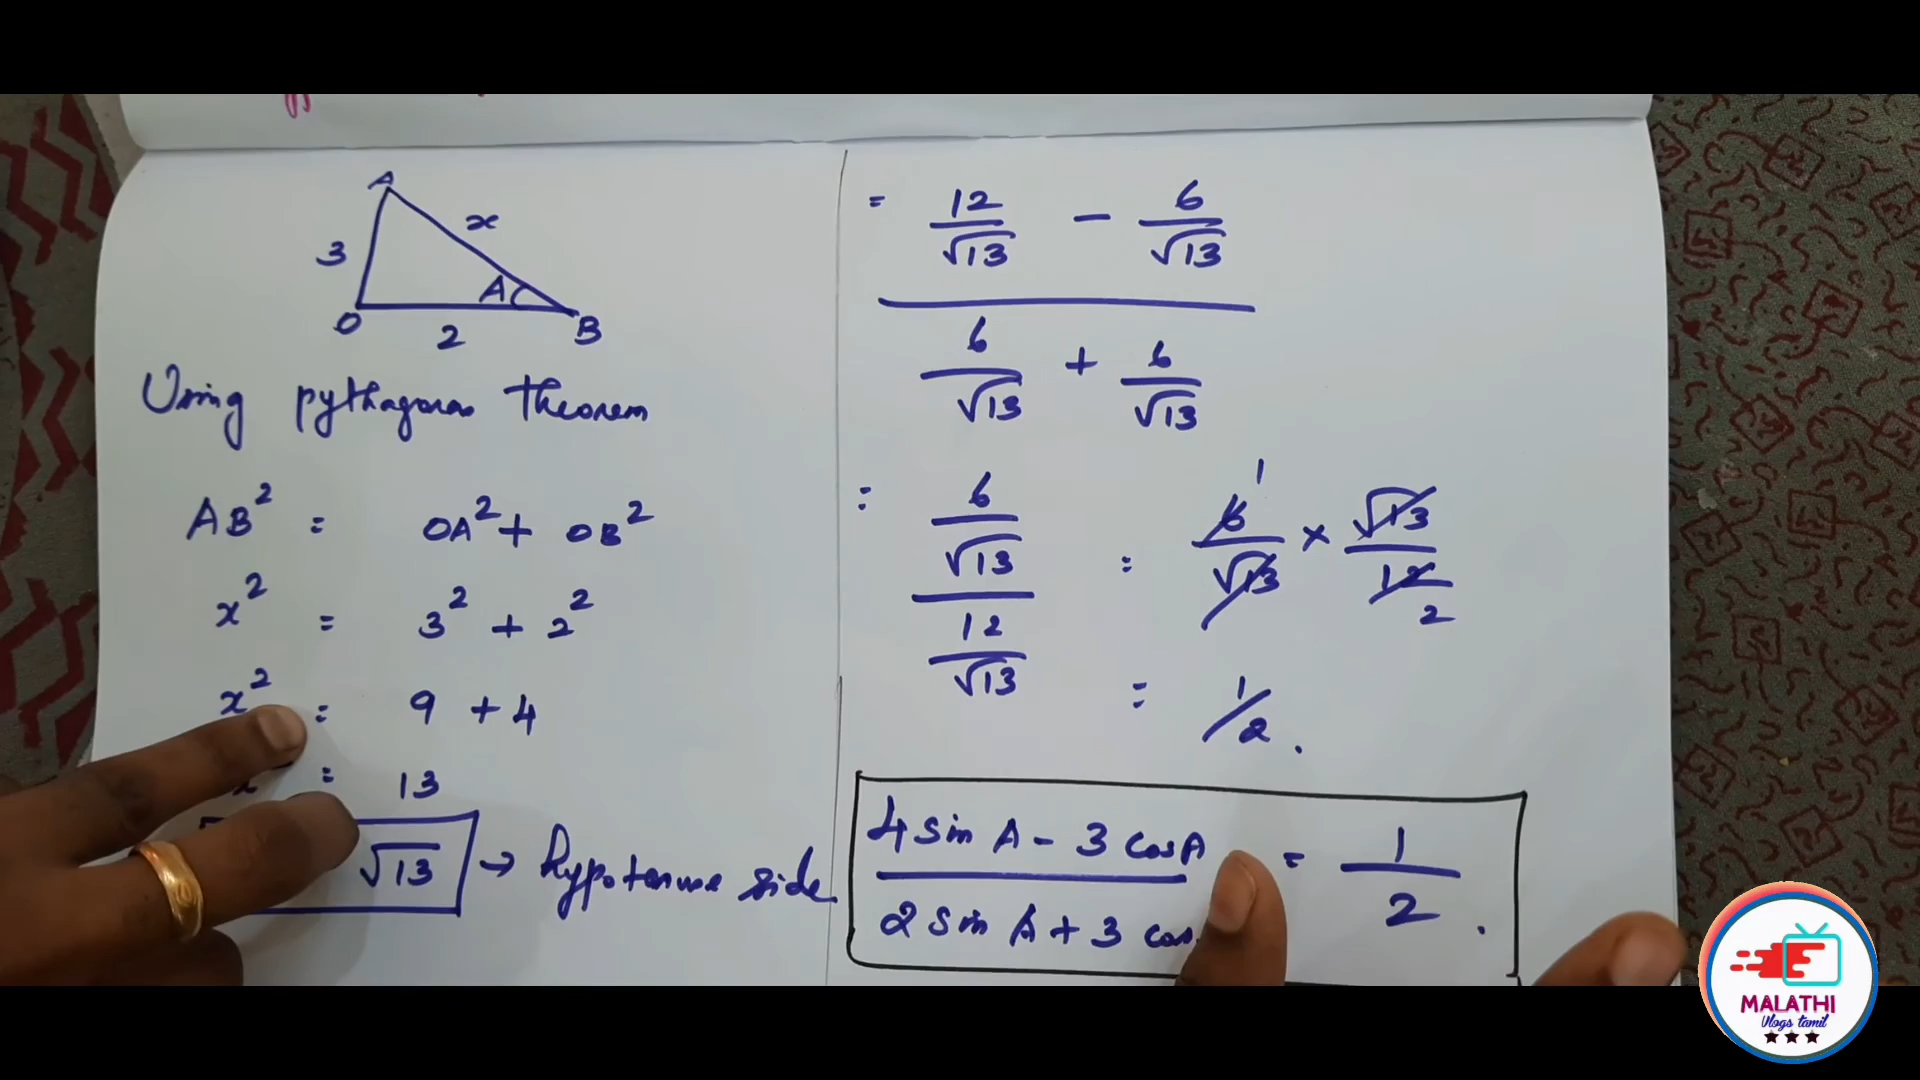 A
3
x
A
O
2
B
Using pythagoras theorem
AB² = OA² + OB²
x² = 3² + 2²
x² = 9 + 4
= 13
√13 → hypotenuse side
= 12/√13 - 6/√13
6/√13 + 6/√13
= 6/√13 = 6/√13 × √13/12
12/√13
1
2
= 1/2.
4 sin A - 3 cos A = 1/2.
2 sin A + 3 cos
MALATHI
Vlogs tamil